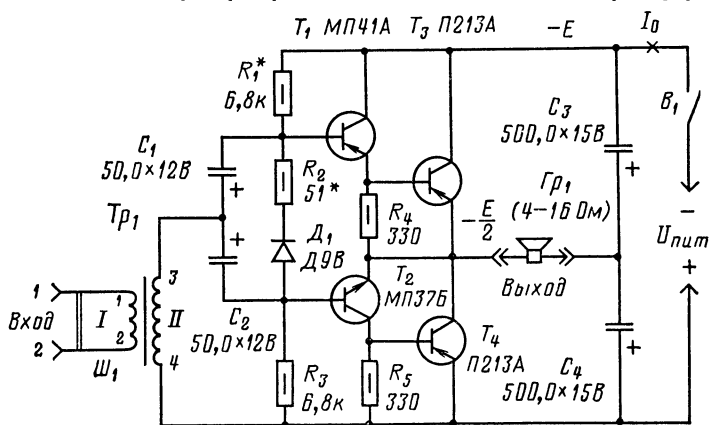 T₁ МП41А T₃ П213А
−E I₀
R₁*
6,8к
B₁
C₃
500,0×15В
+
C₁
50,0×12В
+
R₂
51*
Тр₁
+
R₄
330
−E/2
Гр₁
(4−16 Ом)
−
Uпит
+
Д₁
Д9В
Выход
T₂
МП37Б
1 1 3
Вход I II
2 2 4
Ш₁
C₂
50,0×12В
R₃
6,8к
R₅
330
T₄
П213А
C₄
500,0×15В
+